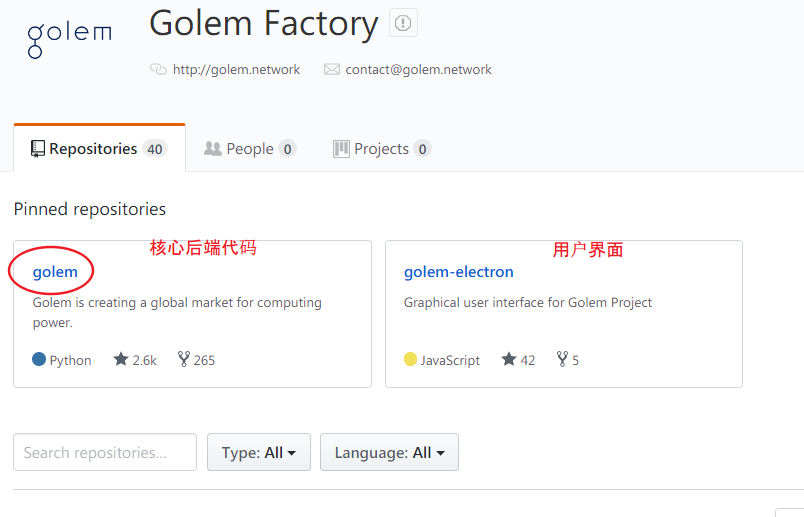 golem
Golem Factory
http://golem.network contact@golem.network
Repositories 40 People 0 Projects 0
Pinned repositories
核心后端代码
golem
Golem is creating a global market for computing
power.
Python 2.6k 265
用户界面
golem-electron
Graphical user interface for Golem Project
JavaScript 42 5
Search repositories...
Type: All
Language: All